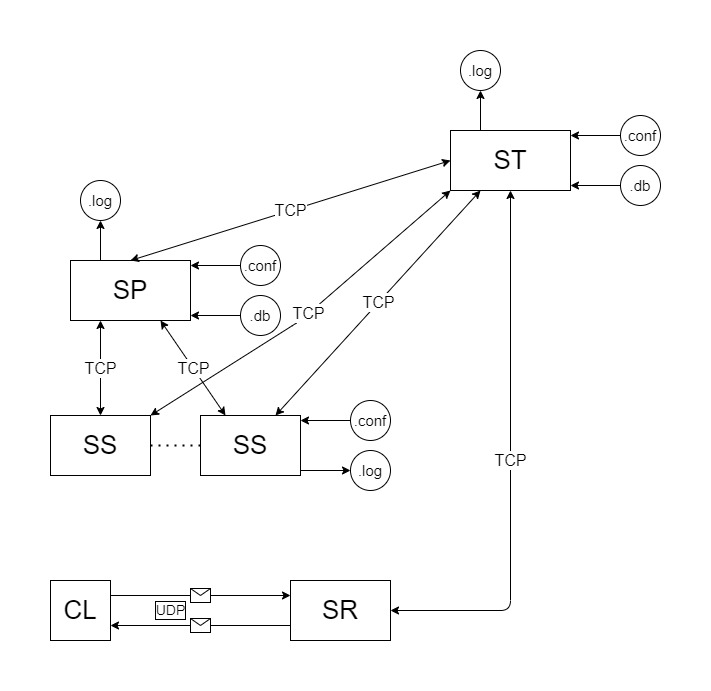 .log
ST
.conf
.db
.log
TCP
SP
.conf
.db
TCP
TCP
TCP
TCP
SS
SS
.conf
.log
TCP
CL
UDP
SR